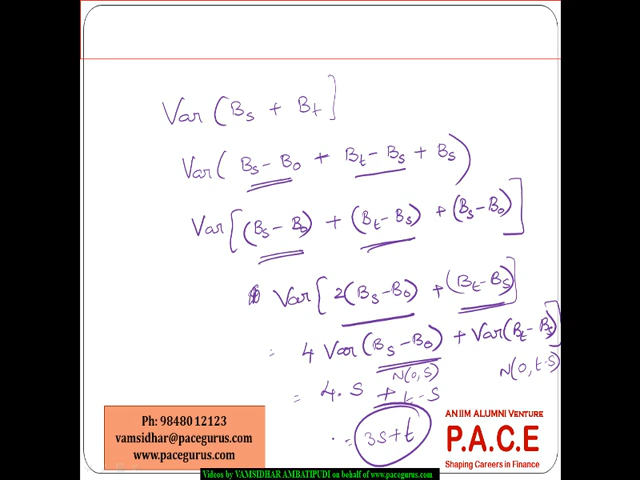 Var (Bs + Bt]
Var( Bs - B0 + Bt - Bs + Bs )
Var[(Bs - B0) + (Bt - Bs) + (Bs - B0)]
Var[ 2(Bs - B0) + (Bt - Bs)]
= 4 Var(Bs - B0) + Var(Bt - Bs)
N(0, S) N(0, t-s)
= 4. S + t - S
= 3s+t
Ph: 98480 12123
vamsidhar@pacegurus.com
www.pacegurus.com
AN IIM ALUMNI VENTURE
P.A.C.E
Shaping Careers in Finance
Videos by VAMSIDHAR AMBATIPUDI on behalf of www.pacegurus.com